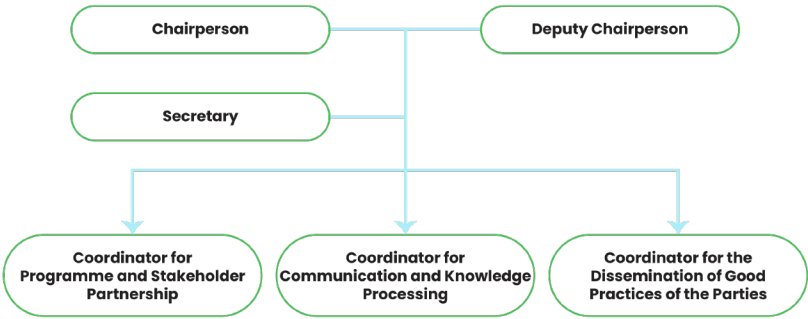 Chairperson
Deputy Chairperson
Secretary
Coordinator for
Programme and Stakeholder
Partnership
Coordinator for
Communication and Knowledge
Processing
Coordinator for the
Dissemination of Good
Practices of the Parties